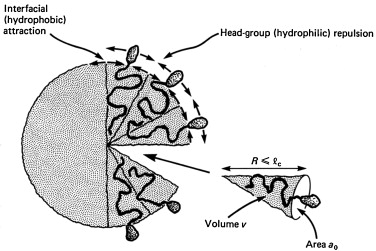 Interfacial
(hydrophobic)
attraction
Head-group (hydrophilic) repulsion
R ⩽ ℓc
Volume v
Area a₀